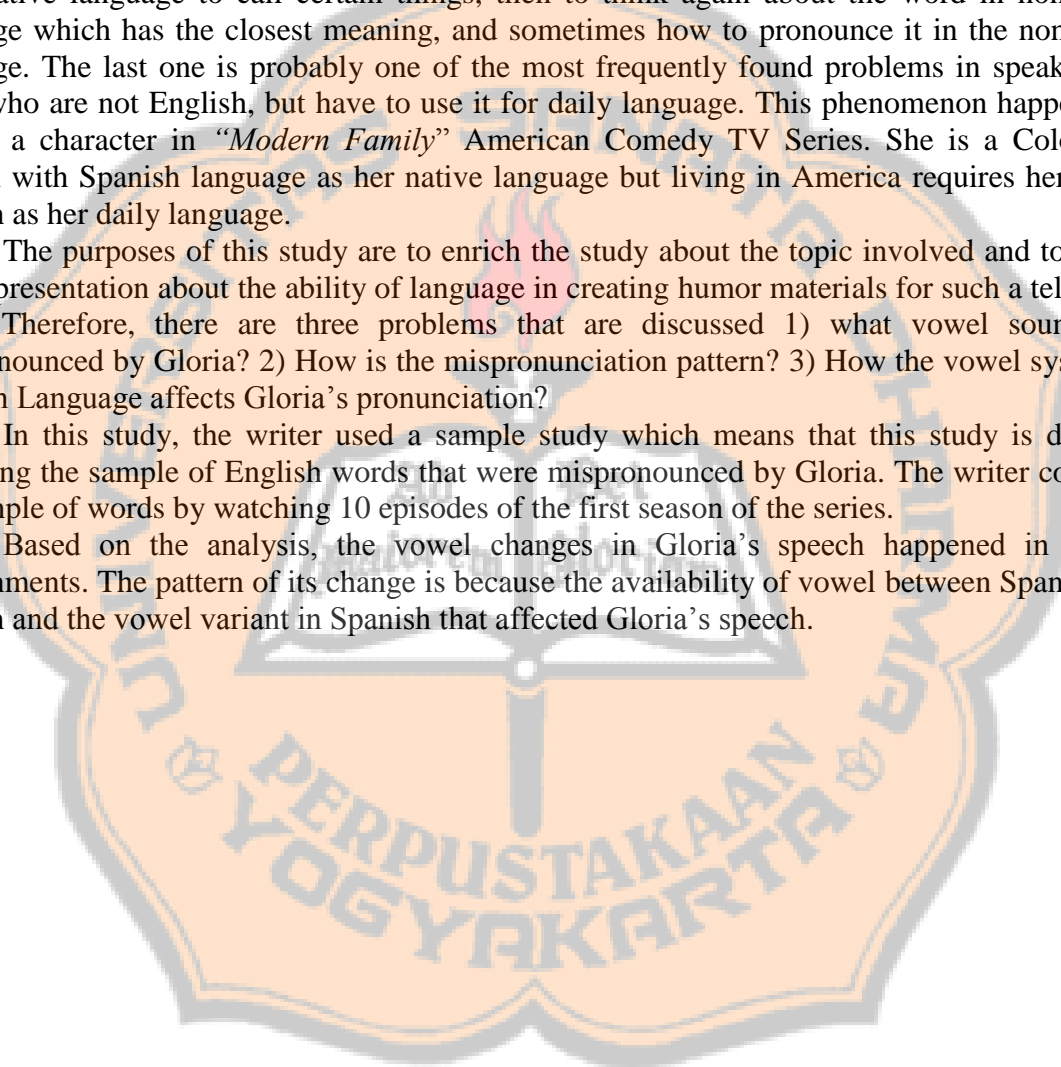 native language to call certain things, then to think again about the word in non
ge which has the closest meaning, and sometimes how to pronounce it in the non
ge. The last one is probably one of the most frequently found problems in speak
who are not English, but have to use it for daily language. This phenomenon happe
a character in “Modern Family” American Comedy TV Series. She is a Colo
with Spanish language as her native language but living in America requires her
n as her daily language.
The purposes of this study are to enrich the study about the topic involved and to
presentation about the ability of language in creating humor materials for such a tel
Therefore, there are three problems that are discussed 1) what vowel soun
nounced by Gloria? 2) How is the mispronunciation pattern? 3) How the vowel sys
n Language affects Gloria’s pronunciation?
In this study, the writer used a sample study which means that this study is d
ing the sample of English words that were mispronounced by Gloria. The writer co
mple of words by watching 10 episodes of the first season of the series.
Based on the analysis, the vowel changes in Gloria’s speech happened in
nments. The pattern of its change is because the availability of vowel between Span
n and the vowel variant in Spanish that affected Gloria’s speech.
UNIVERSITAS SANATA DHARMA
Ad
gloriam
PERPUSTAKAAN
YOGYAKARTA